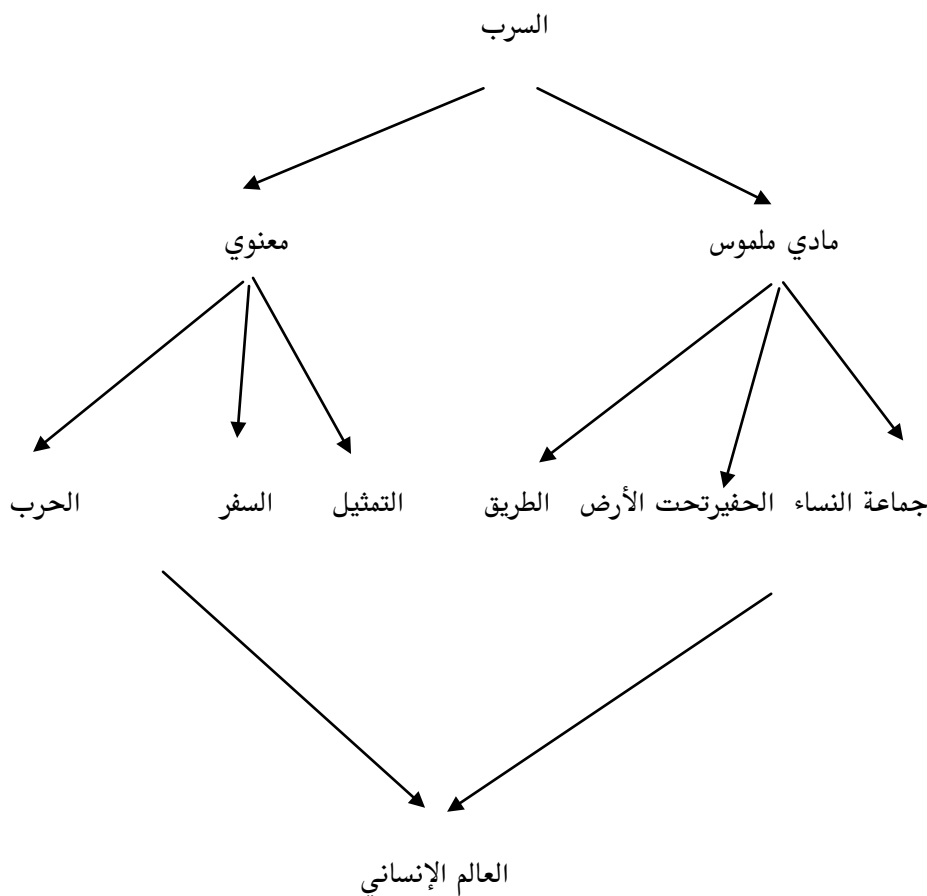 السرب
مادي ملموس معنوي
جماعة النساء الحفيرتحت الأرض الطريق التمثيل السفر الحرب
العالم الإنساني